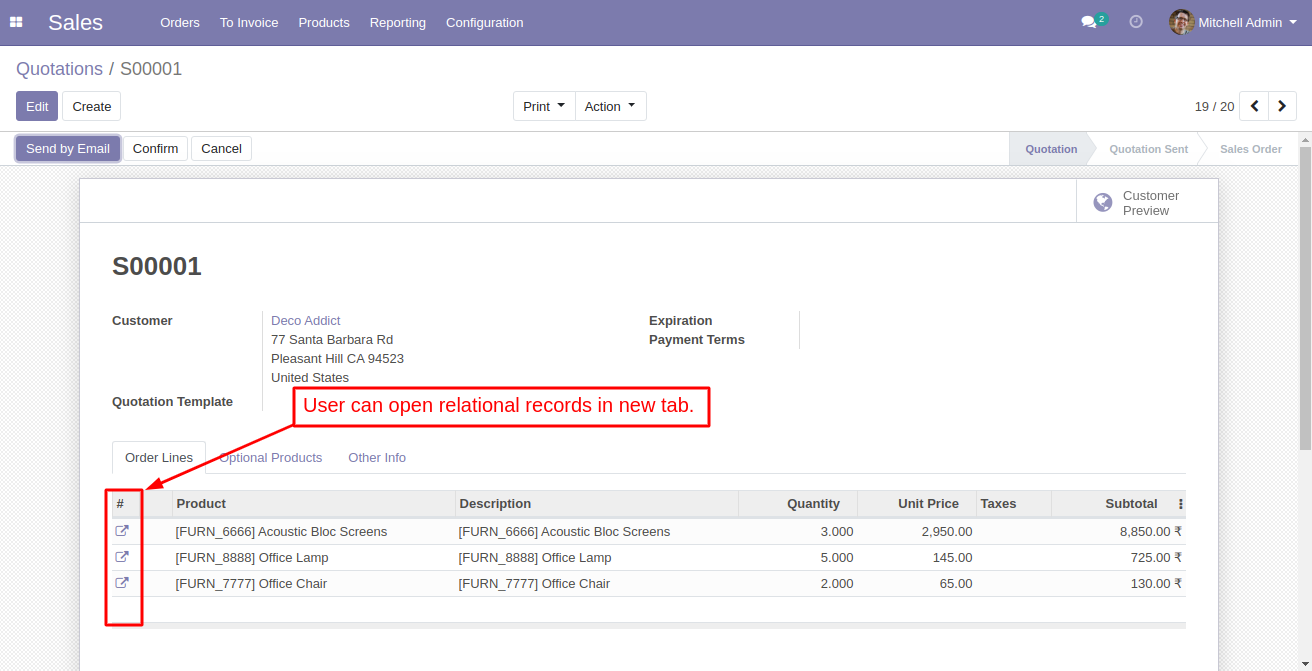 Sales Orders To Invoice Products Reporting Configuration 2 Mitchell Admin
Quotations / S00001
Edit Create Print Action 19 / 20
Send by Email Confirm Cancel Quotation Quotation Sent Sales Order
Customer
Preview
S00001
Customer Deco Addict Expiration
77 Santa Barbara Rd Payment Terms
Pleasant Hill CA 94523
United States
Quotation Template
User can open relational records in new tab.
Order Lines Optional Products Other Info
# Product Description Quantity Unit Price Taxes Subtotal
[FURN_6666] Acoustic Bloc Screens [FURN_6666] Acoustic Bloc Screens 3.000 2,950.00 8,850.00 ₹
[FURN_8888] Office Lamp [FURN_8888] Office Lamp 5.000 145.00 725.00 ₹
[FURN_7777] Office Chair [FURN_7777] Office Chair 2.000 65.00 130.00 ₹